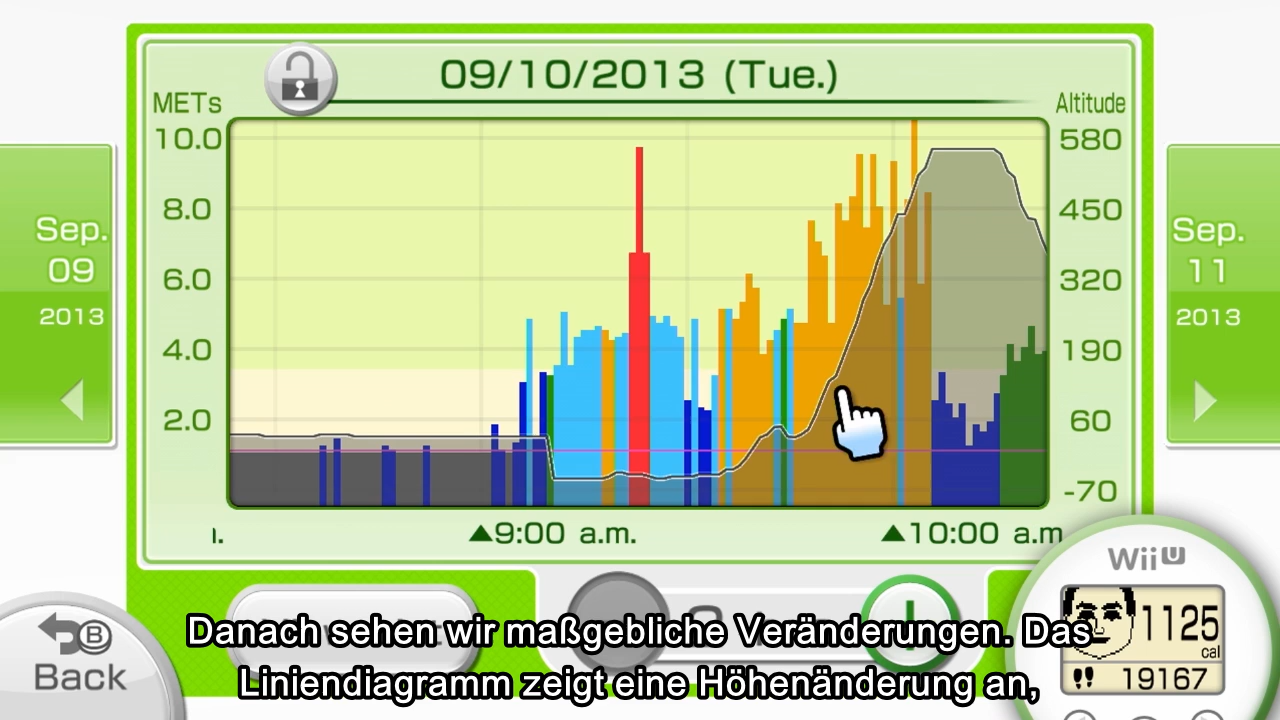 09/10/2013 (Tue.)
METs
Altitude
10.0
8.0
6.0
4.0
2.0
580
450
320
190
60
-70
▲9:00 a.m.
▲10:00 a.m
Sep.
09
2013
Sep.
11
2013
Wii U
1125
cal
19167
B
Back
Danach sehen wir maßgebliche Veränderungen. Das
Liniendiagramm zeigt eine Höhenänderung an,